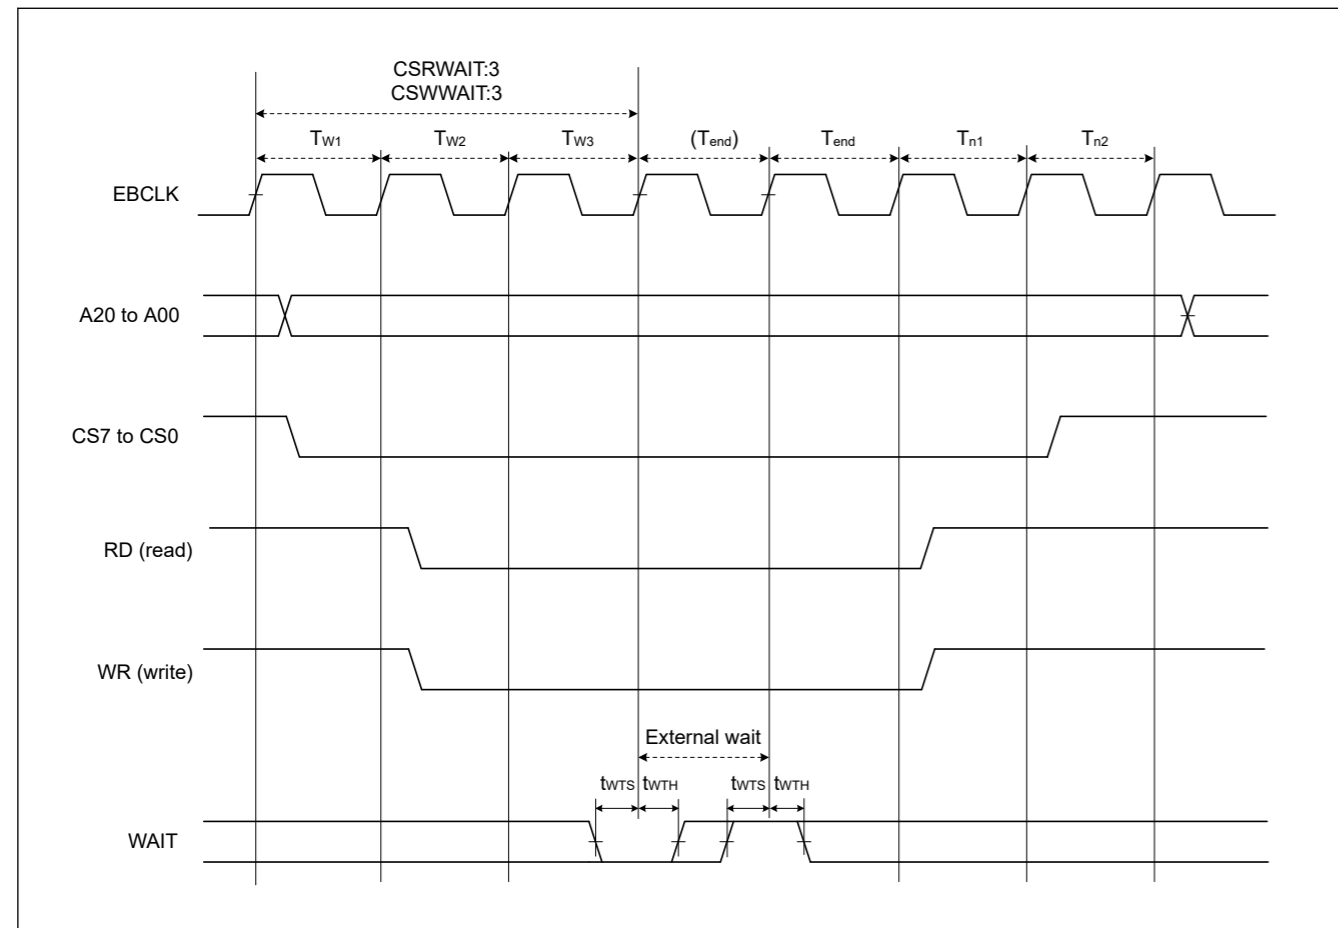 CSRWAIT:3
CSWWAIT:3
TW1 TW2 TW3 (Tend) Tend Tn1 Tn2
EBCLK
A20 to A00
CS7 to CS0
RD (read)
WR (write)
External wait
tWTS tWTH tWTS tWTH
WAIT